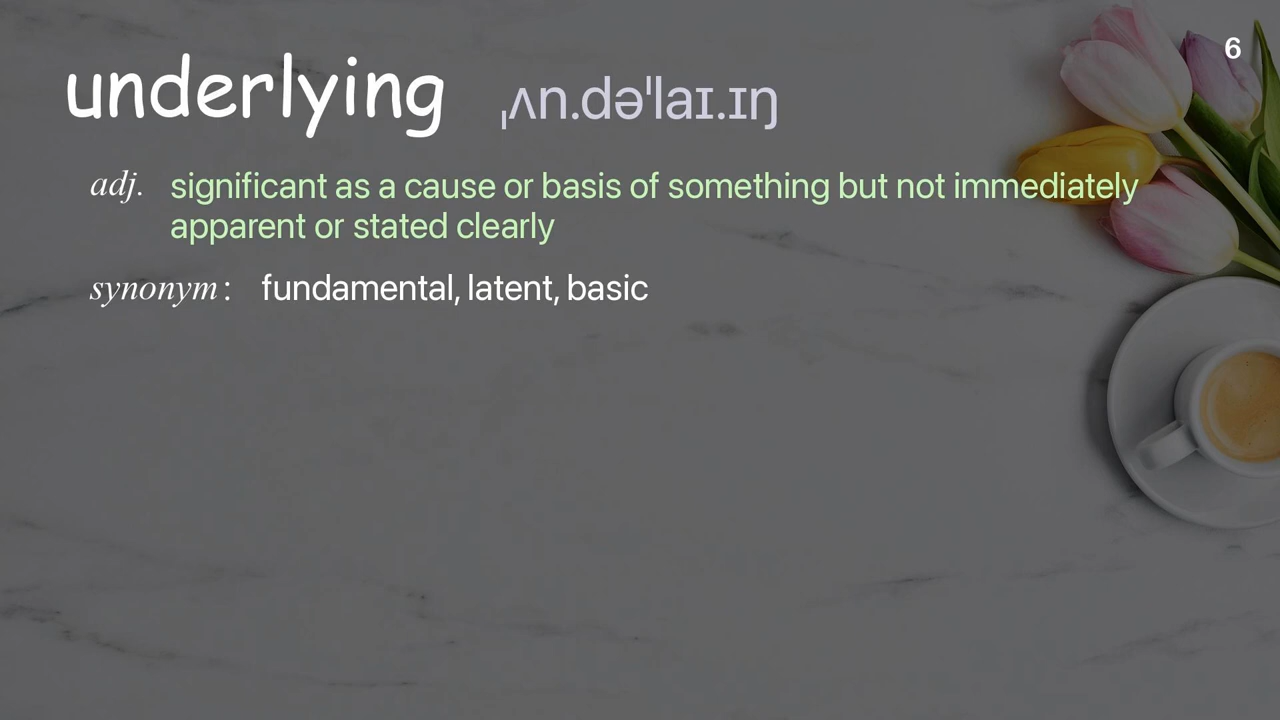 6
underlying ˌʌn.dəˈlaɪ.ɪŋ
adj. significant as a cause or basis of something but not immediately
apparent or stated clearly
synonym : fundamental, latent, basic